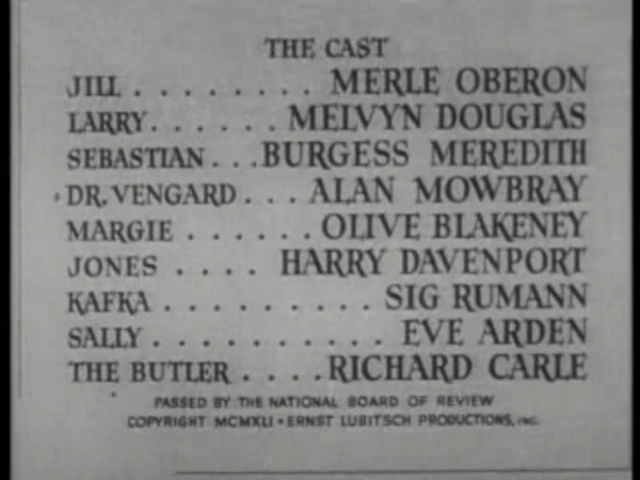 THE CAST
JILL ......... MERLE OBERON
LARRY...... MELVYN DOUGLAS
SEBASTIAN...BURGESS MEREDITH
DR. VENGARD... ALAN MOWBRAY
MARGIE ...... OLIVE BLAKENEY
JONES .... HARRY DAVENPORT
KAFKA .......... SIG RUMANN
SALLY ........... EVE ARDEN
THE BUTLER ....RICHARD CARLE
PASSED BY THE NATIONAL BOARD OF REVIEW
COPYRIGHT MCMXLI • ERNST LUBITSCH PRODUCTIONS, INC.